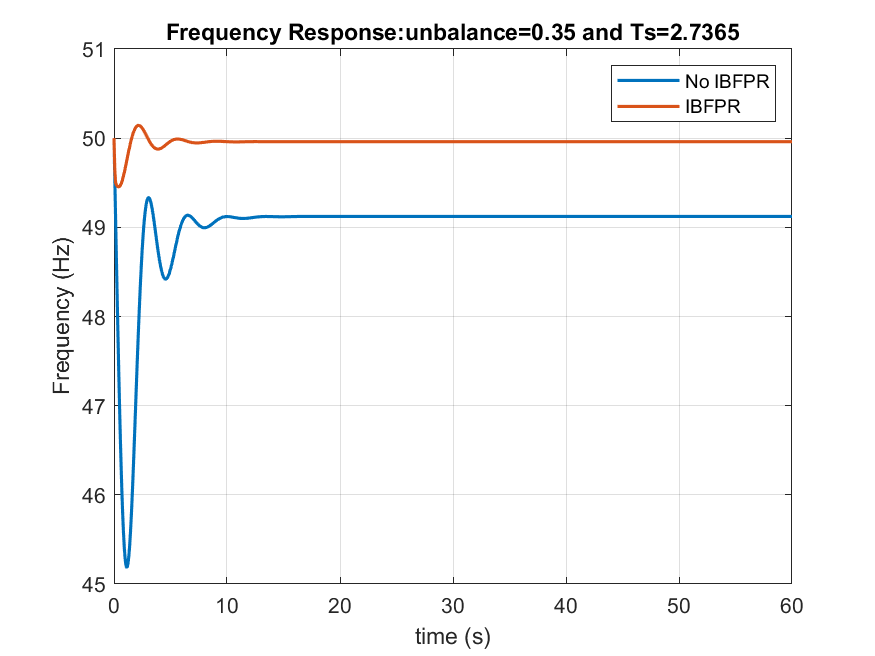 Frequency Response:unbalance=0.35 and Ts=2.7365
51
50
49
48
47
46
45
Frequency (Hz)
No IBFPR
IBFPR
0 10 20 30 40 50 60
time (s)